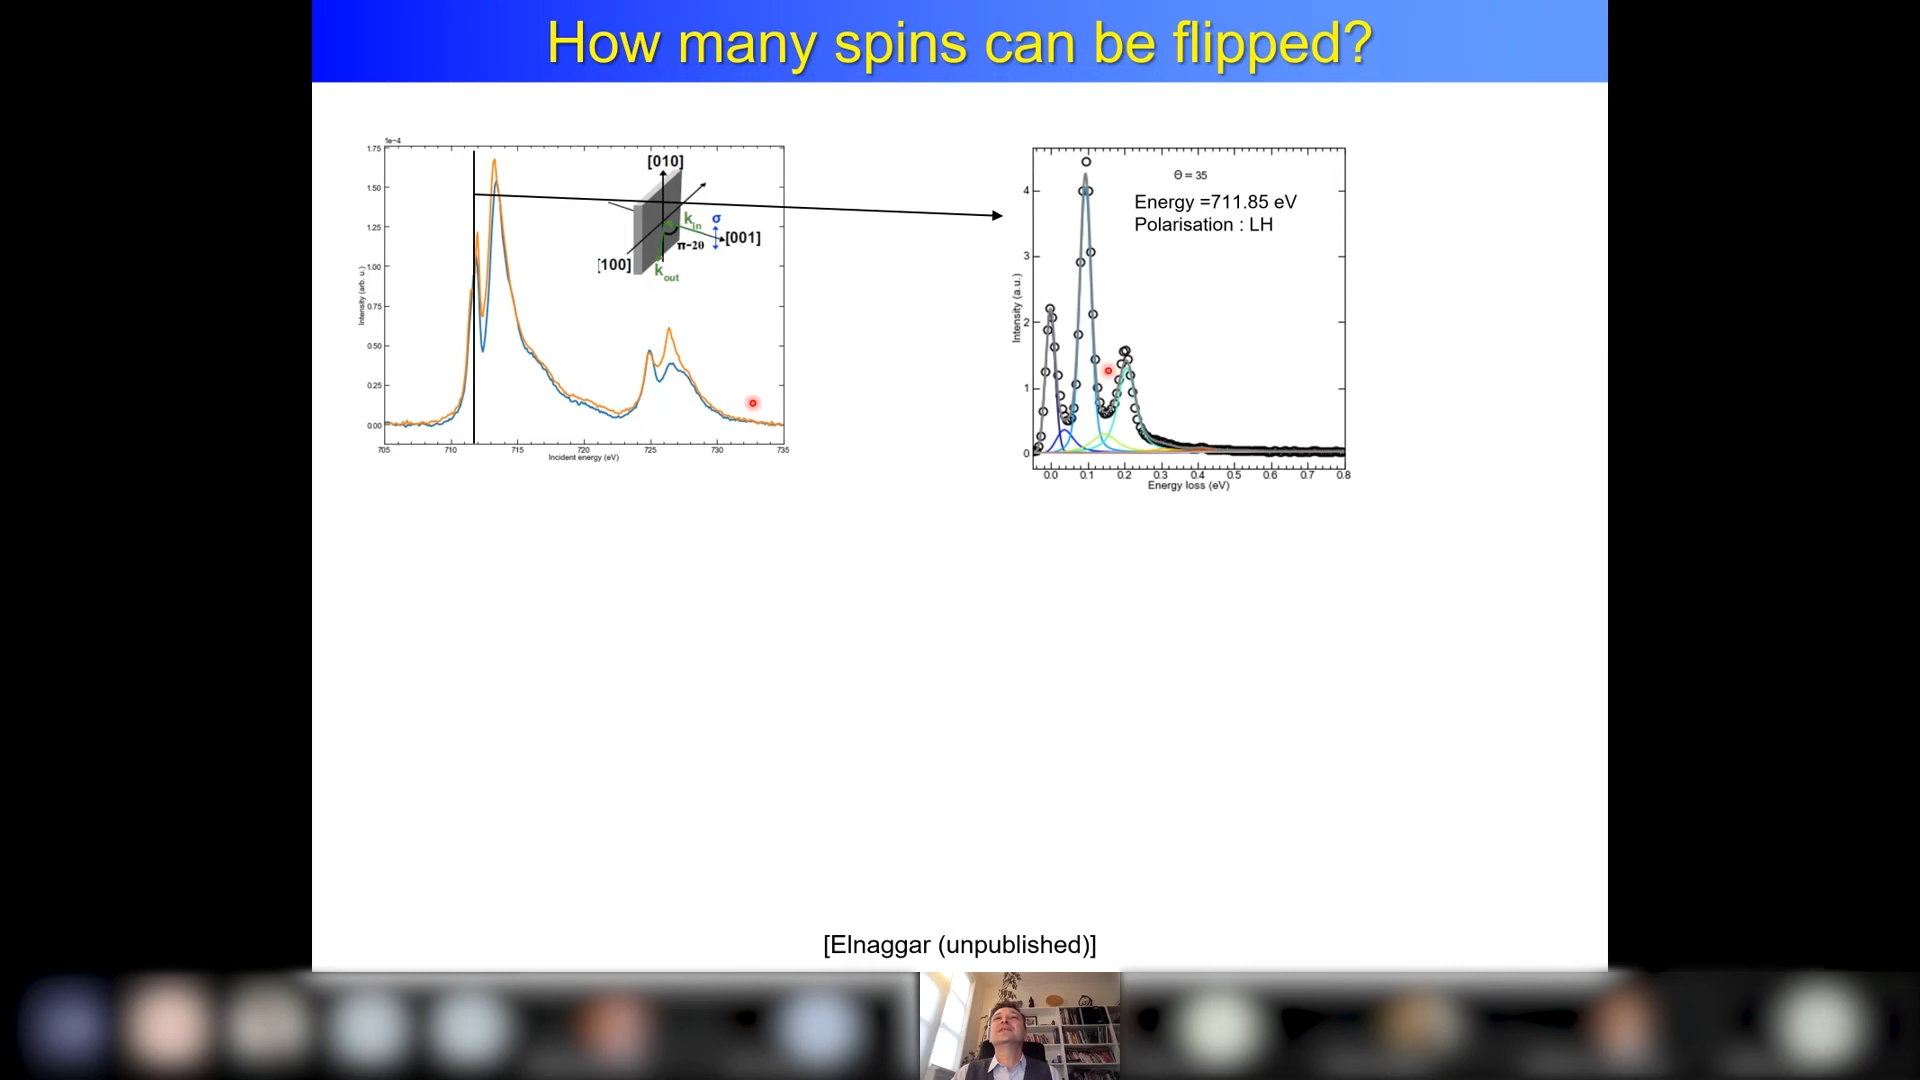 How many spins can be flipped?
1e−4
1.75
1.50
1.25
1.00
0.75
0.50
0.25
0.00
705 710 715 720 725 730 735
Incident energy (eV)
Intensity (arb. u.)
[010]
k in
σ
[001]
π-2θ
[100]
k out
Θ = 35
Energy =711.85 eV
Polarisation : LH
4
3
2
1
0
Intensity (a.u.)
0.0 0.1 0.2 0.3 0.4 0.5 0.6 0.7 0.8
Energy loss (eV)
[Elnaggar (unpublished)]